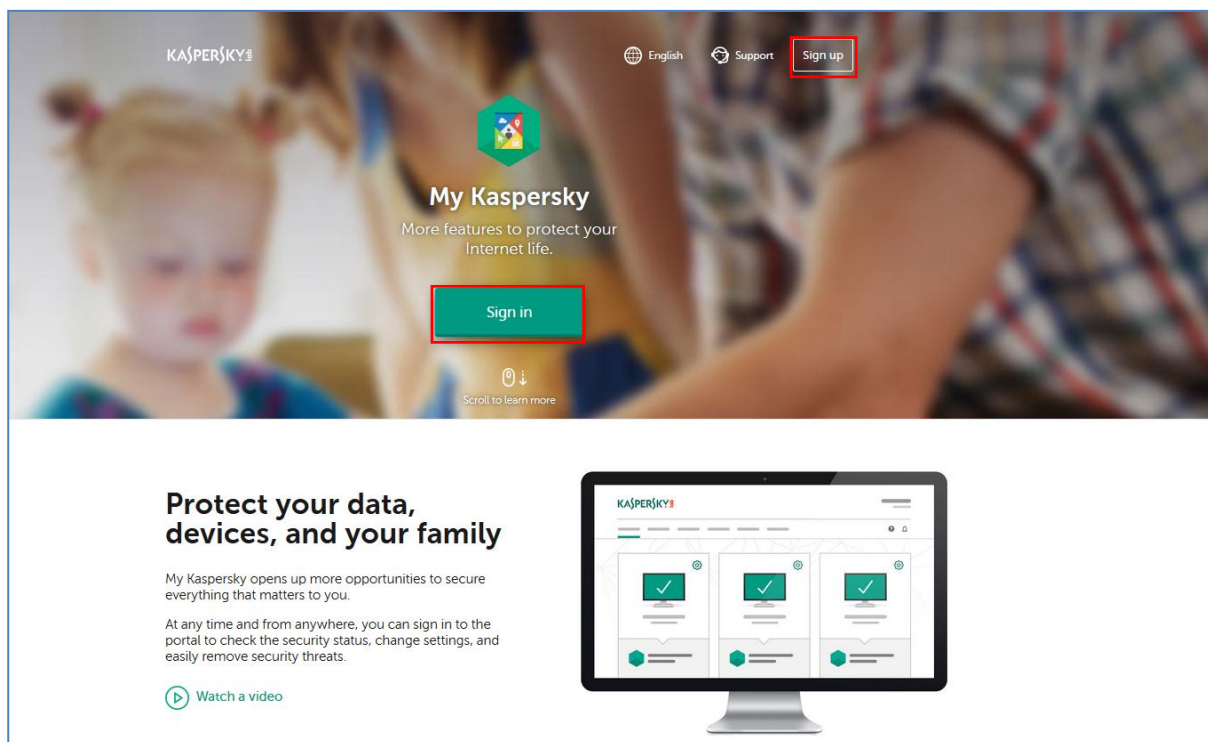 KASPERSKY lab
English Support Sign up
My Kaspersky
More features to protect your
Internet life.
Sign in
Scroll to learn more
Protect your data,
devices, and your family
My Kaspersky opens up more opportunities to secure
everything that matters to you.
At any time and from anywhere, you can sign in to the
portal to check the security status, change settings, and
easily remove security threats.
Watch a video
KASPERSKY lab